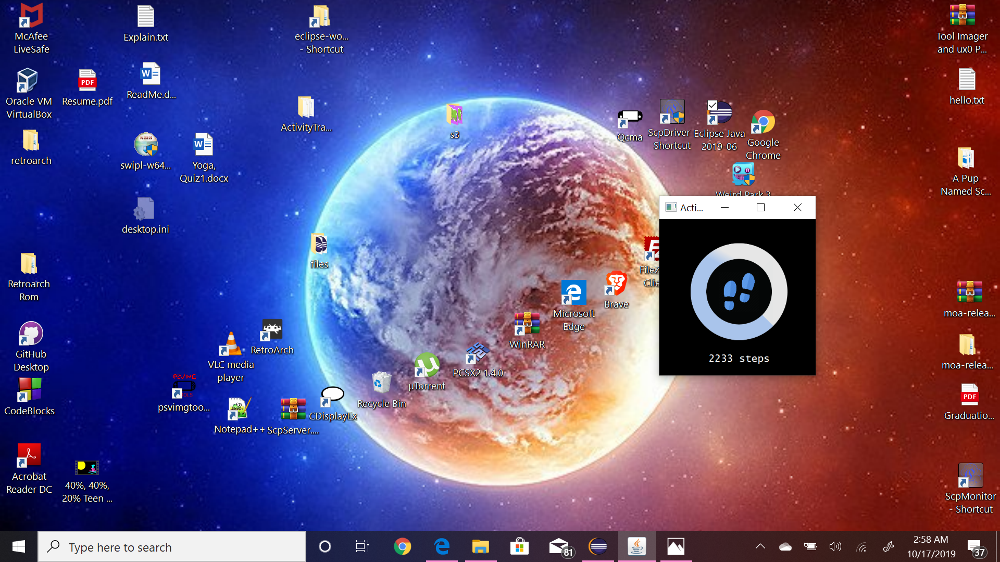 McAfee
LiveSafe
Explain.txt
eclipse-wo...
- Shortcut
Tool Imager
and ux0 P...
Oracle VM
VirtualBox
PDF
Resume.pdf
W
ReadMe.d...
ActivityTra...
s3
Qcma
ScpDriver
Shortcut
Eclipse Java
2019-06
Google
Chrome
hello.txt
retroarch
NSIS
swipl-w64...
W
Yoga,
Quiz1.docx
Weird Park 3
A Pup
Named Sc...
desktop.ini
Acti...
files
FileZ
Clie
Retroarch
Rom
Microsoft
Edge
Brave
moa-relea...
GitHub
Desktop
VLC media
player
RetroArch
WinRAR
2233 steps
moa-relea...
CodeBlocks
PSVIMG
TOOLS
psvimgtoo...
Notepad++
ScpServer....
CDisplayEx
Recycle Bin
µTorrent
PCSX2 1.4.0
PDF
Graduatio...
Acrobat
Reader DC
40%, 40%,
20% Teen ...
ScpMonitor
- Shortcut
Type here to search
81
2:58 AM
10/17/2019
37